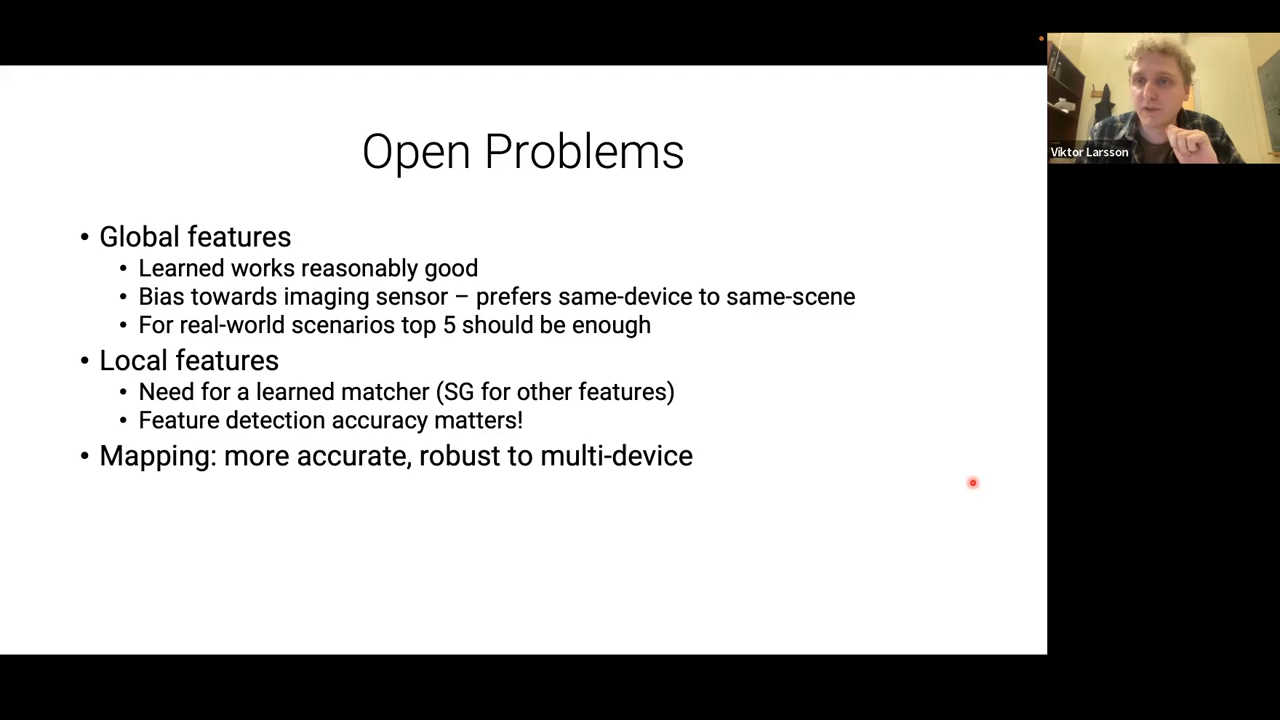 Open Problems
• Global features
• Learned works reasonably good
• Bias towards imaging sensor – prefers same-device to same-scene
• For real-world scenarios top 5 should be enough
• Local features
• Need for a learned matcher (SG for other features)
• Feature detection accuracy matters!
• Mapping: more accurate, robust to multi-device
Viktor Larsson